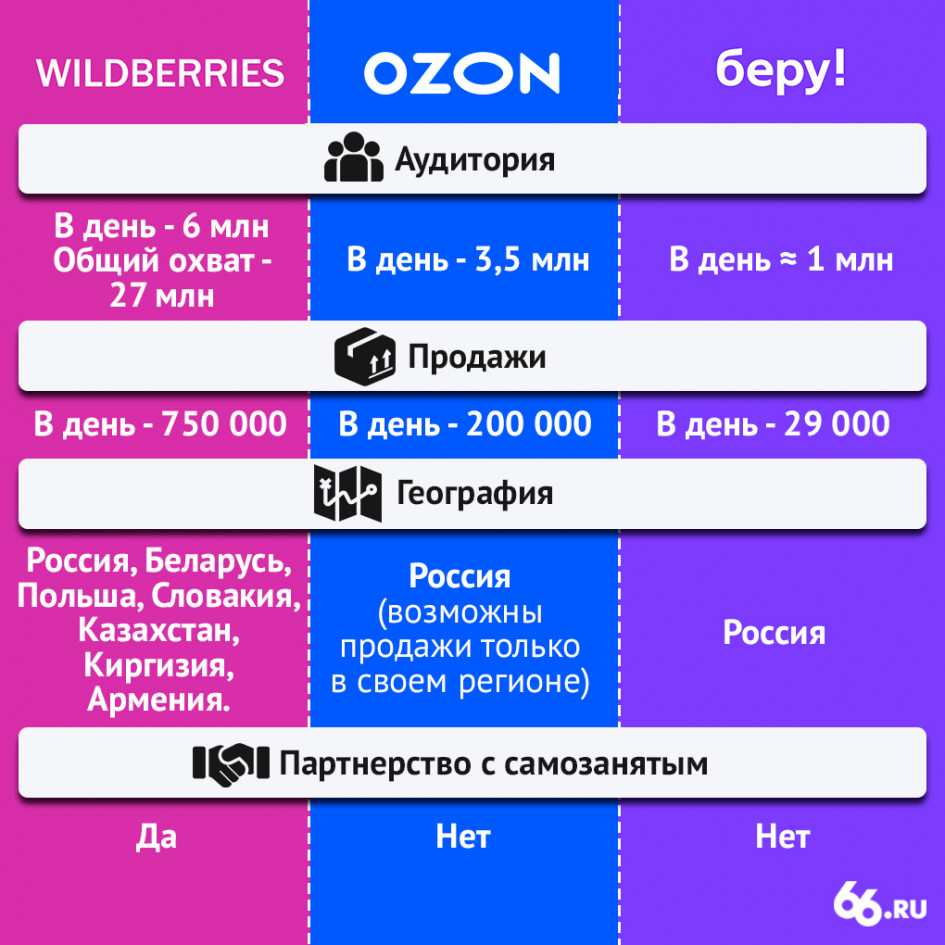 WILDBERRIES
OZON
беру!
Аудитория
В день - 6 млн
Общий охват -
27 млн
В день - 3,5 млн
В день ≈ 1 млн
Продажи
В день - 750 000
В день - 200 000
В день - 29 000
География
Россия, Беларусь,
Польша, Словакия,
Казахстан,
Киргизия,
Армения.
Россия
(возможны
продажи только
в своем регионе)
Россия
Партнерство с самозанятым
Да
Нет
Нет
66.RU